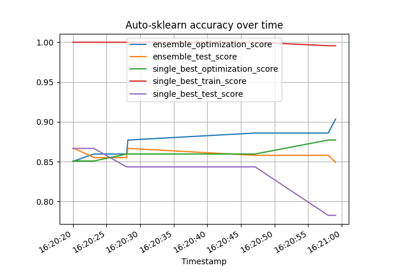 Auto-sklearn accuracy over time
ensemble_optimization_score
ensemble_test_score
single_best_optimization_score
single_best_train_score
single_best_test_score
1.00
0.95
0.90
0.85
0.80
16:20:20
16:20:25
16:20:30
16:20:35
16:20:40
16:20:45
16:20:50
16:20:55
16:21:00
Timestamp